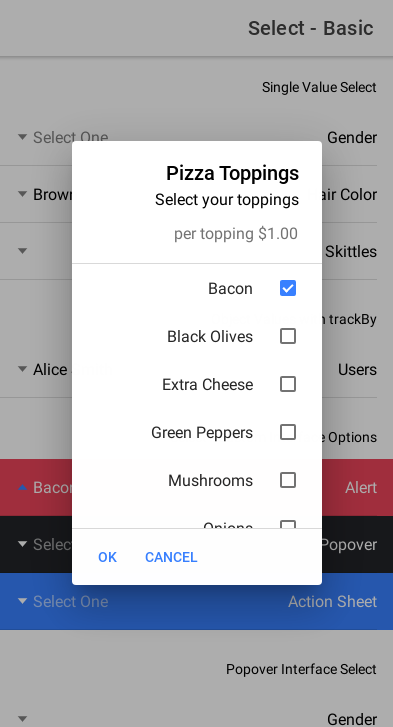 Select - Basic
Single Value Select
Select One
Gender
Brown
Hair Color
Skittles
trackBy
Alice
Users
Options
Pizza Toppings
Select your toppings
per topping $1.00
Bacon
Black Olives
Extra Cheese
Green Peppers
Mushrooms
Onions
OK
CANCEL
Bacon
Alert
Select
Popover
Select One
Action Sheet
Popover Interface Select
Gender